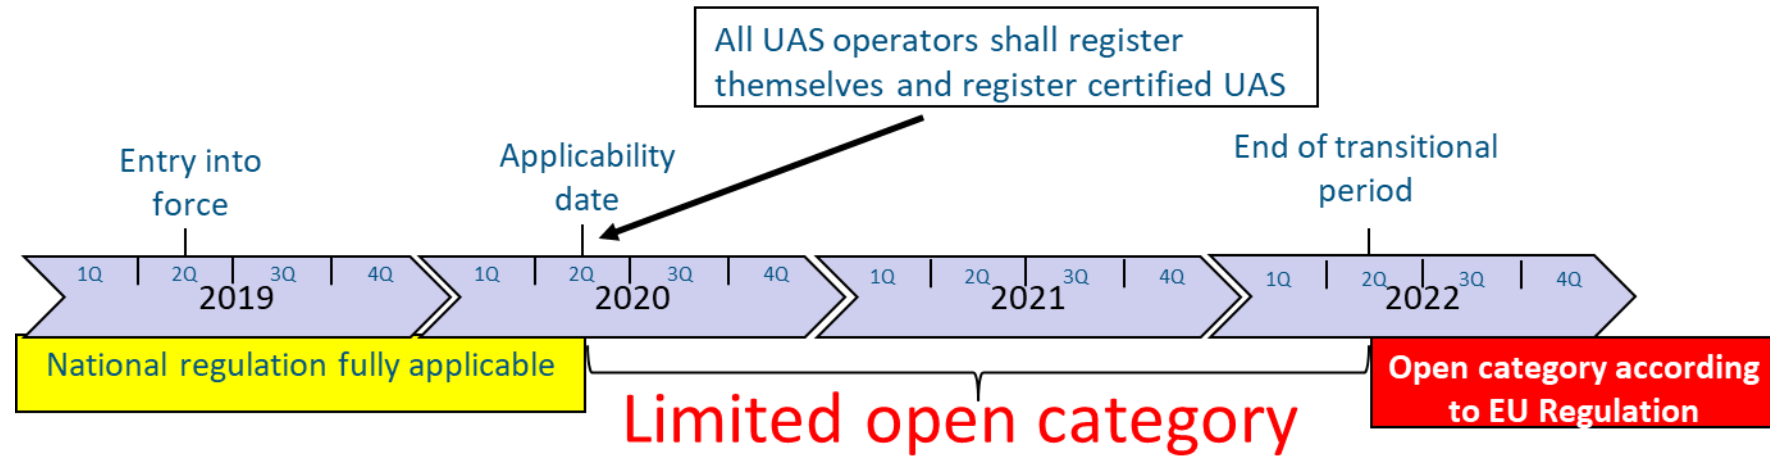 All UAS operators shall register
themselves and register certified UAS
Entry into
force
Applicability
date
End of transitional
period
1Q 2Q 3Q 4Q 1Q 2Q 3Q 4Q 1Q 2Q 3Q 4Q 1Q 2Q 3Q 4Q
2019 2020 2021 2022
National regulation fully applicable
Limited open category
Open category according
to EU Regulation